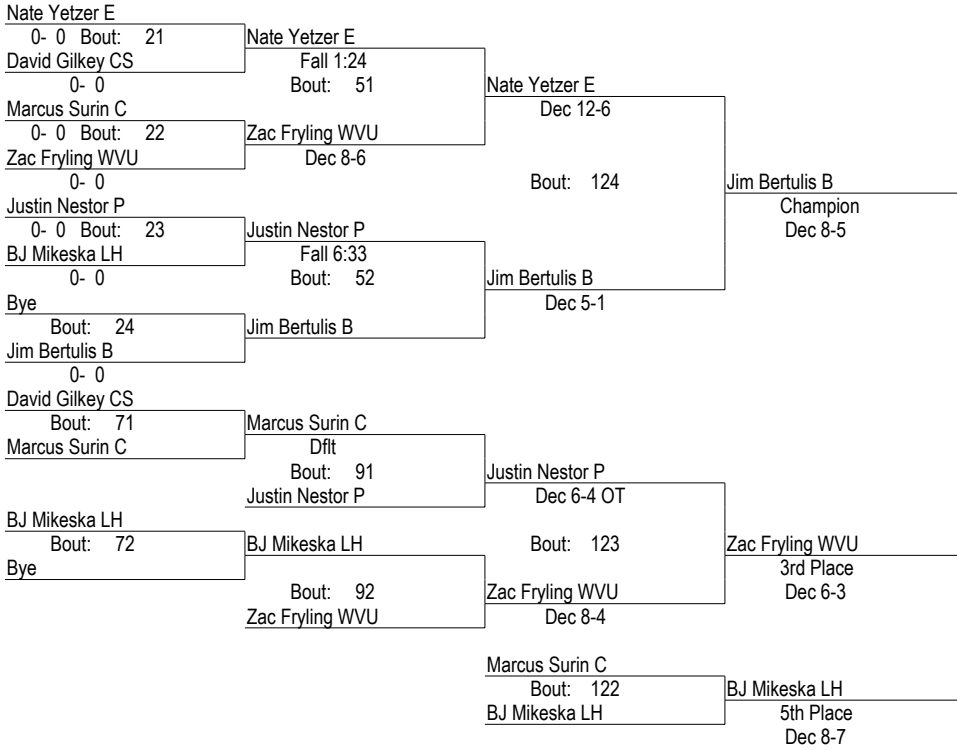 Nate Yetzer E
0- 0 Bout: 21
Nate Yetzer E
David Gilkey CS
Fall 1:24
0- 0
Bout: 51
Nate Yetzer E
Marcus Surin C
Dec 12-6
0- 0 Bout: 22
Zac Fryling WVU
Zac Fryling WVU
Dec 8-6
0- 0
Bout: 124
Jim Bertulis B
Justin Nestor P
Champion
0- 0 Bout: 23
Justin Nestor P
Dec 8-5
BJ Mikeska LH
Fall 6:33
0- 0
Bout: 52
Jim Bertulis B
Bye
Dec 5-1
Bout: 24
Jim Bertulis B
Jim Bertulis B
0- 0
David Gilkey CS
Bout: 71
Marcus Surin C
Marcus Surin C
Dflt
Bout: 91
Justin Nestor P
Justin Nestor P
Dec 6-4 OT
BJ Mikeska LH
Bout: 72
BJ Mikeska LH
Bout: 123
Zac Fryling WVU
Bye
3rd Place
Bout: 92
Zac Fryling WVU
Dec 6-3
Zac Fryling WVU
Dec 8-4
Marcus Surin C
Bout: 122
BJ Mikeska LH
BJ Mikeska LH
5th Place
Dec 8-7